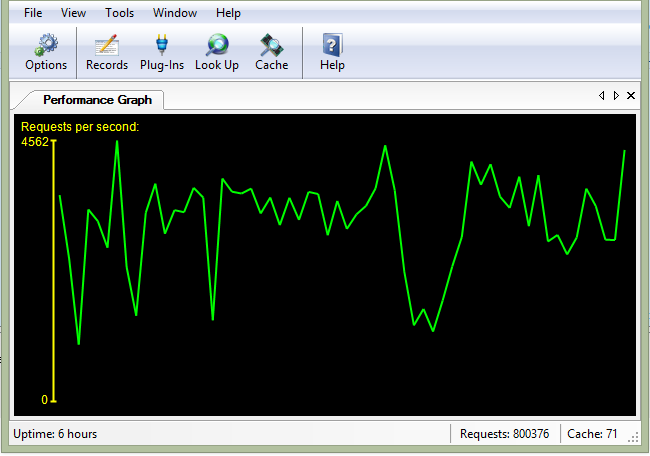 File View Tools Window Help
Options Records Plug-Ins Look Up Cache Help
Performance Graph
Requests per second:
4562
0
Uptime: 6 hours Requests: 800376 Cache: 71